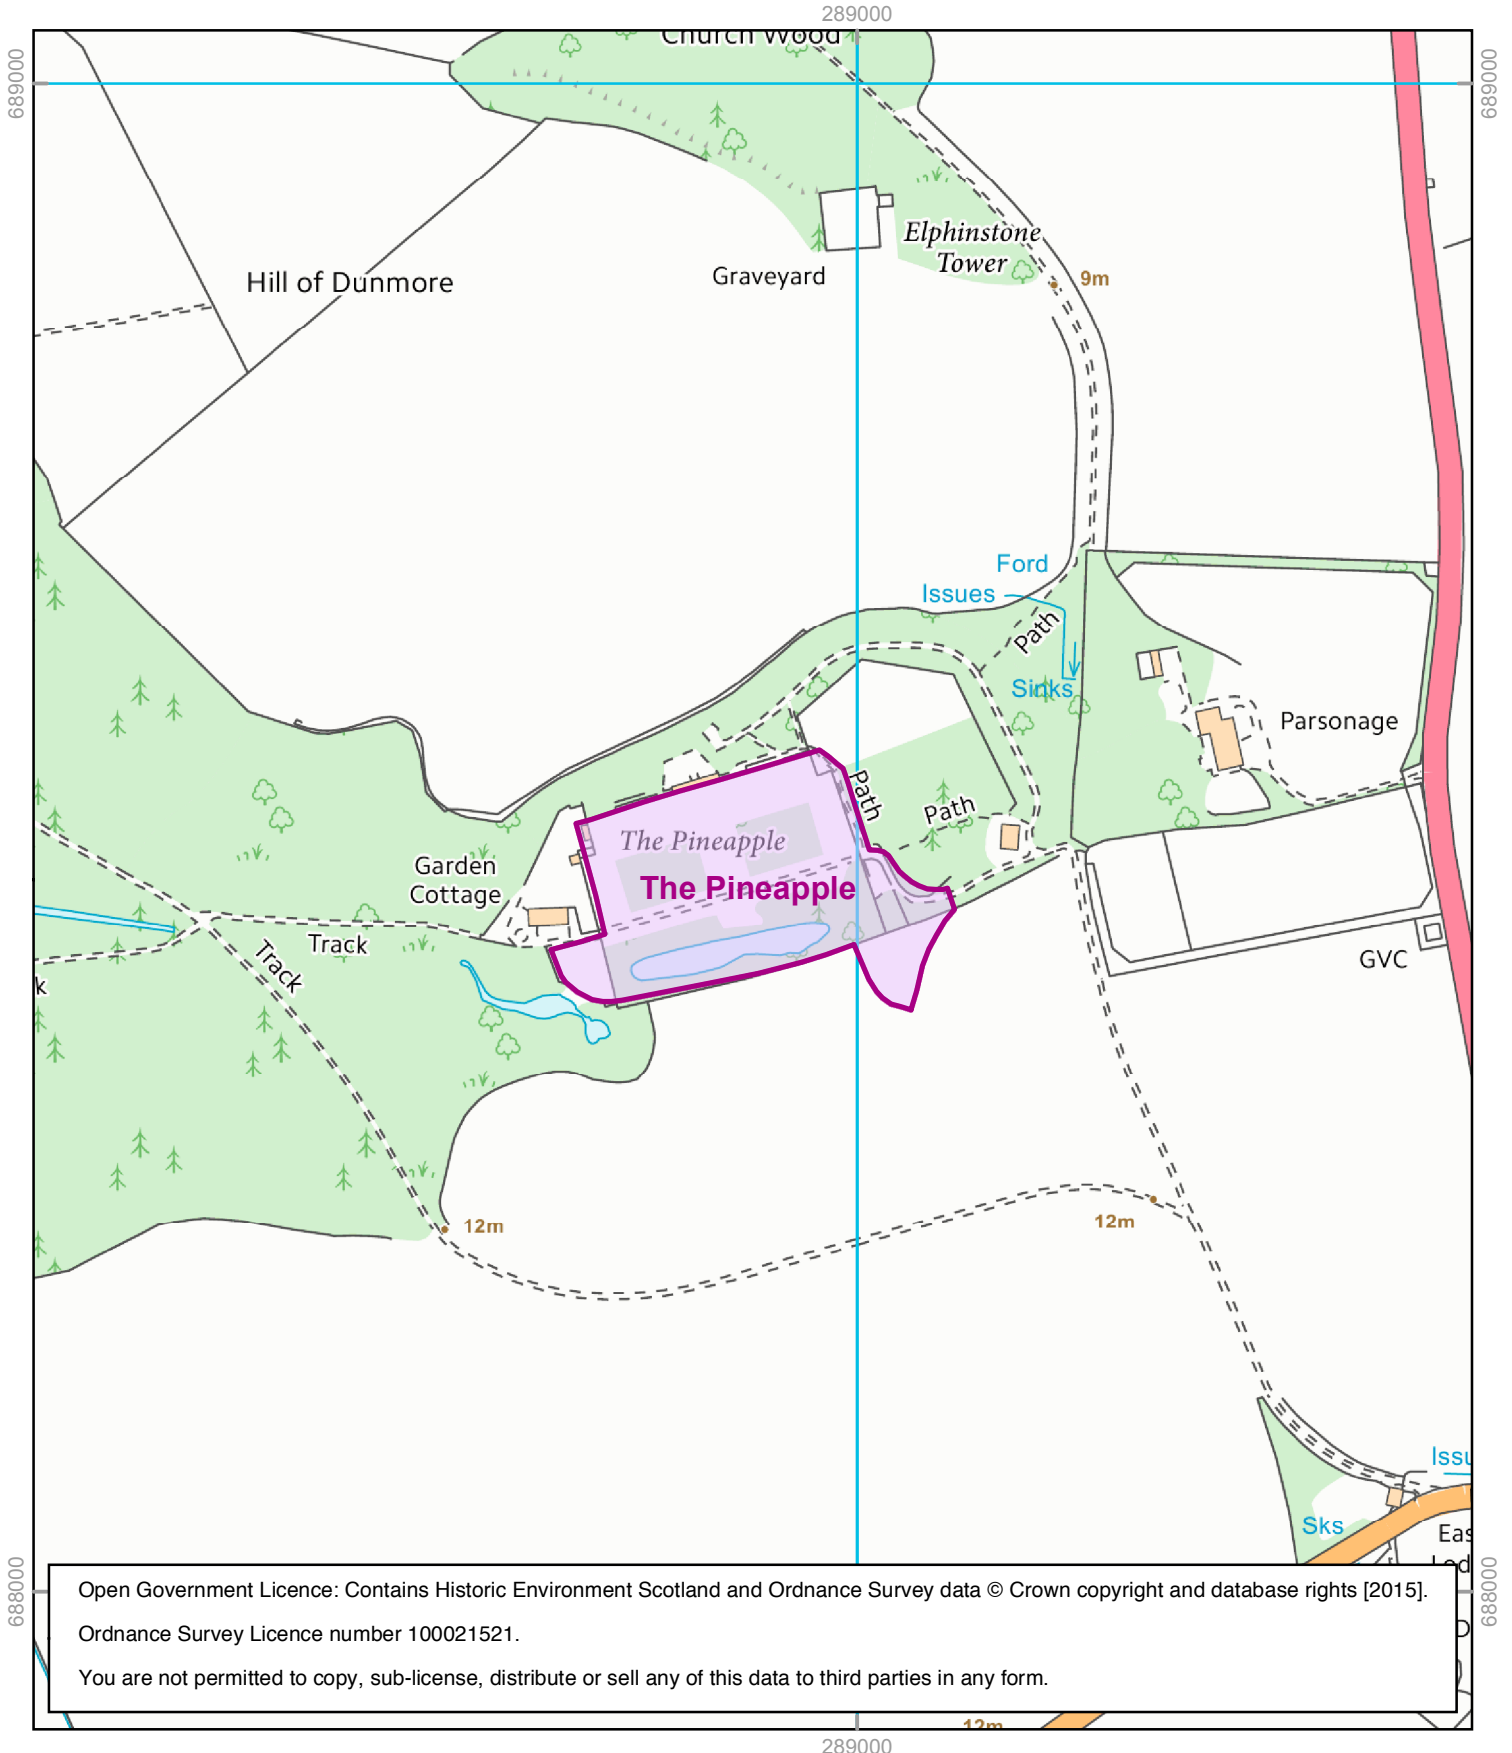 289000
Church Wood
689000
689000
Elphinstone
Tower
9m
Graveyard
Hill of Dunmore
Ford
Issues
Path
Sinks
Parsonage
Path
Path
The Pineapple
The Pineapple
Garden
Cottage
Track
Track
GVC
k
12m
12m
Issu
Sks
Eas
Lod
688000
688000
Open Government Licence: Contains Historic Environment Scotland and Ordnance Survey data © Crown copyright and database rights [2015].
Ordnance Survey Licence number 100021521.
You are not permitted to copy, sub-license, distribute or sell any of this data to third parties in any form.
D
12m
289000